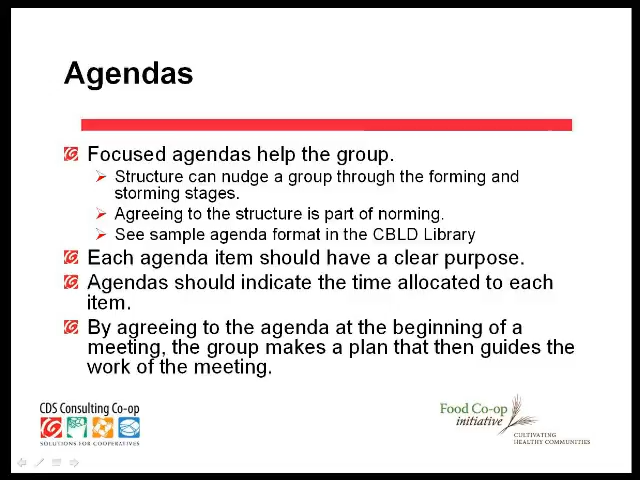 Agendas
Focused agendas help the group.
Structure can nudge a group through the forming and
storming stages.
Agreeing to the structure is part of norming.
See sample agenda format in the CBLD Library
Each agenda item should have a clear purpose.
Agendas should indicate the time allocated to each
item.
By agreeing to the agenda at the beginning of a
meeting, the group makes a plan that then guides the
work of the meeting.
CDS Consulting Co-op
SOLUTIONS FOR COOPERATIVES
Food Co-op
initiative
CULTIVATING
HEALTHY COMMUNITIES